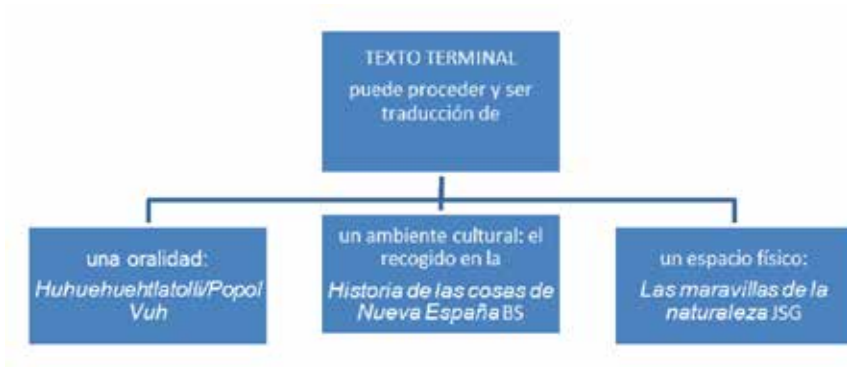 TEXTO TERMINAL
puede proceder y ser
traducción de
una oralidad:
Huhuehuehtlatolli/Popol
Vuh
un ambiente cultural: el
recogido en la
Historia de las cosas de
Nueva España BS
un espacio físico:
Las maravillas de la
naturaleza JSG